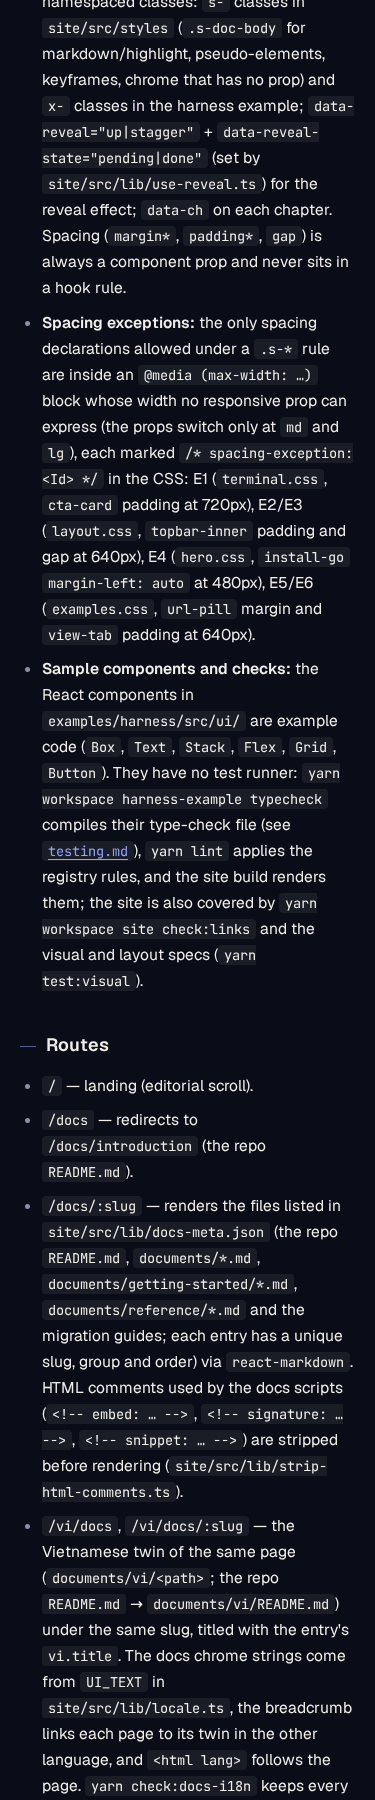 namespaced classes: s- classes in
site/src/styles (.s-doc-body for
markdown/highlight, pseudo-elements,
keyframes, chrome that has no prop) and
x- classes in the harness example; data-
reveal="up|stagger" + data-reveal-
state="pending|done" (set by
site/src/lib/use-reveal.ts) for the
reveal effect; data-ch on each chapter.
Spacing (margin*, padding*, gap) is
always a component prop and never sits in
a hook rule.
• Spacing exceptions: the only spacing
declarations allowed under a .s-* rule
are inside an @media (max-width: …)
block whose width no responsive prop can
express (the props switch only at md and
lg), each marked /* spacing-exception:
<Id> */ in the CSS: E1 (terminal.css,
cta-card padding at 720px), E2/E3
(layout.css, topbar-inner padding and
gap at 640px), E4 (hero.css, install-go
margin-left: auto at 480px), E5/E6
(examples.css, url-pill margin and
view-tab padding at 640px).
• Sample components and checks: the
React components in
examples/harness/src/ui/ are example
code (Box, Text, Stack, Flex, Grid,
Button). They have no test runner: yarn
workspace harness-example typecheck
compiles their type-check file (see
testing.md), yarn lint applies the
registry rules, and the site build renders
them; the site is also covered by yarn
workspace site check:links and the
visual and layout specs (yarn
test:visual).
— Routes
• / — landing (editorial scroll).
• /docs — redirects to
/docs/introduction (the repo
README.md).
• /docs/:slug — renders the files listed in
site/src/lib/docs-meta.json (the repo
README.md, documents/*.md,
documents/getting-started/*.md,
documents/reference/*.md and the
migration guides; each entry has a unique
slug, group and order) via react-markdown.
HTML comments used by the docs scripts
(<!-- embed: … -->, <!-- signature: …
-->, <!-- snippet: … -->) are stripped
before rendering (site/src/lib/strip-
html-comments.ts).
• /vi/docs, /vi/docs/:slug — the
Vietnamese twin of the same page
(documents/vi/<path>; the repo
README.md → documents/vi/README.md)
under the same slug, titled with the entry's
vi.title. The docs chrome strings come
from UI_TEXT in
site/src/lib/locale.ts, the breadcrumb
links each page to its twin in the other
language, and <html lang> follows the
page. yarn check:docs-i18n keeps every